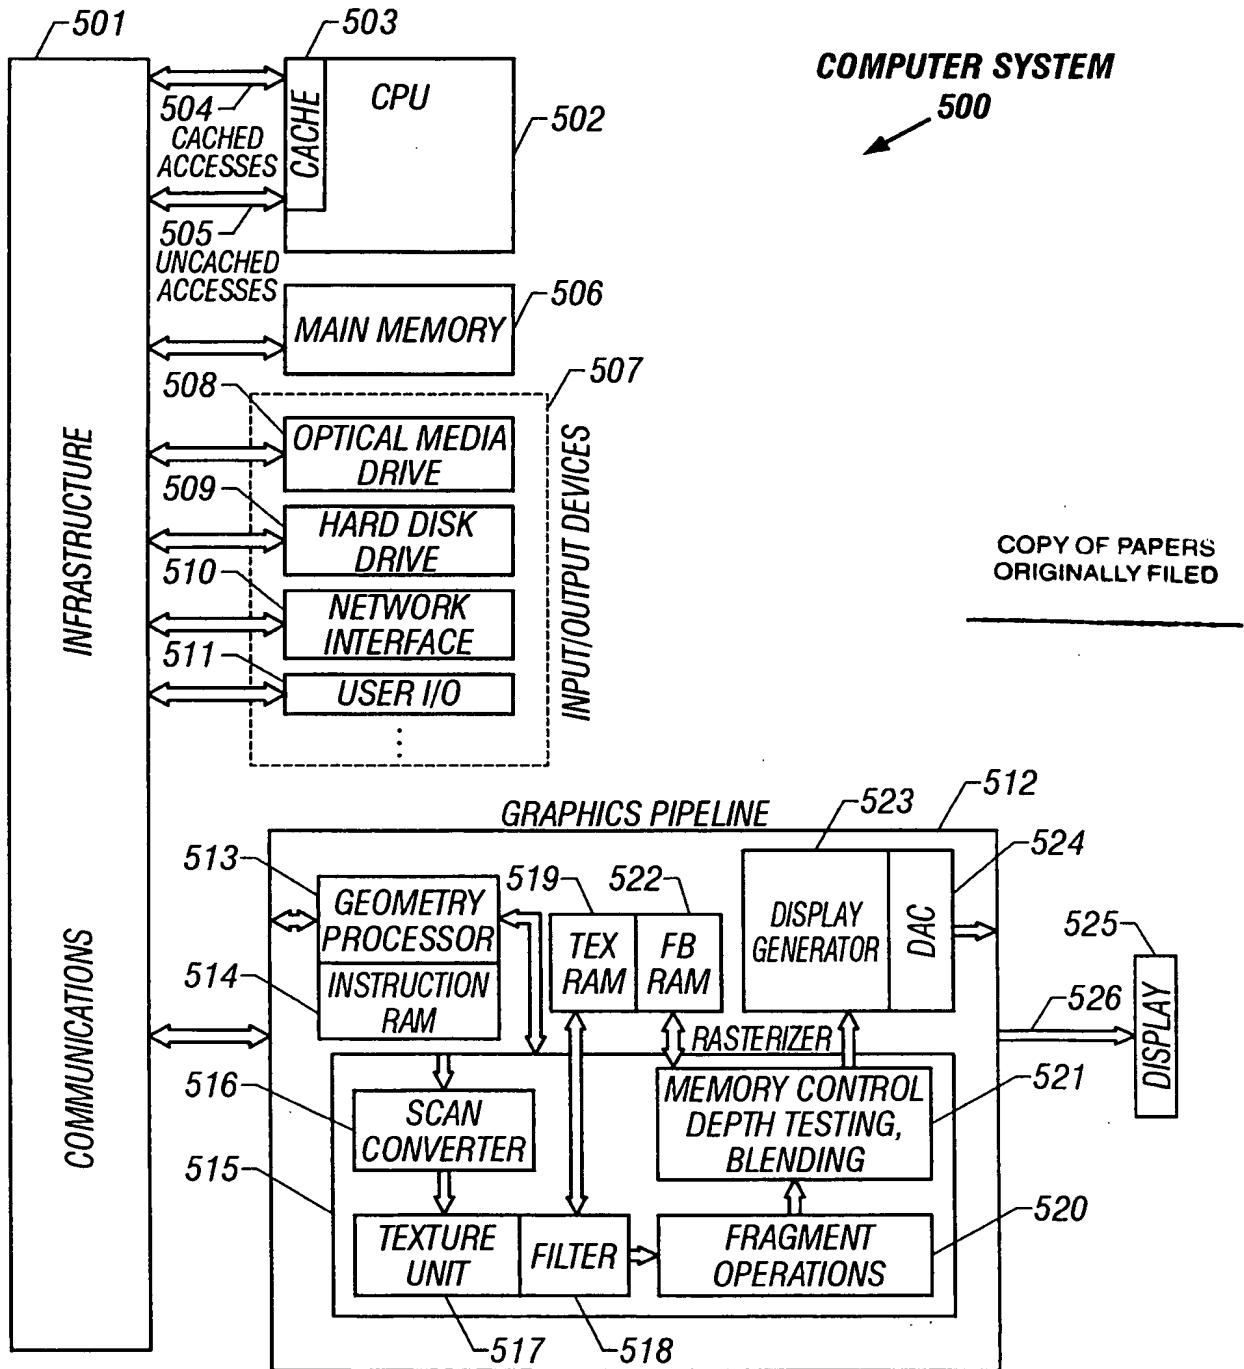 501
503
COMPUTER SYSTEM
500
504
CACHED
ACCESSES
CACHE
CPU
502
505
UNCACHED
ACCESSES
506
MAIN MEMORY
507
508
OPTICAL MEDIA
DRIVE
509
HARD DISK
DRIVE
510
NETWORK
INTERFACE
511
USER I/O
INPUT/OUTPUT DEVICES
COPY OF PAPERS
ORIGINALLY FILED
INFRASTRUCTURE
COMMUNICATIONS
GRAPHICS PIPELINE
512
513
GEOMETRY
PROCESSOR
514
INSTRUCTION
RAM
519
TEX
RAM
522
FB
RAM
523
DISPLAY
GENERATOR
524
DAC
525
DISPLAY
526
RASTERIZER
516
SCAN
CONVERTER
515
MEMORY CONTROL
DEPTH TESTING,
BLENDING
521
TEXTURE
UNIT
FILTER
FRAGMENT
OPERATIONS
520
517
518